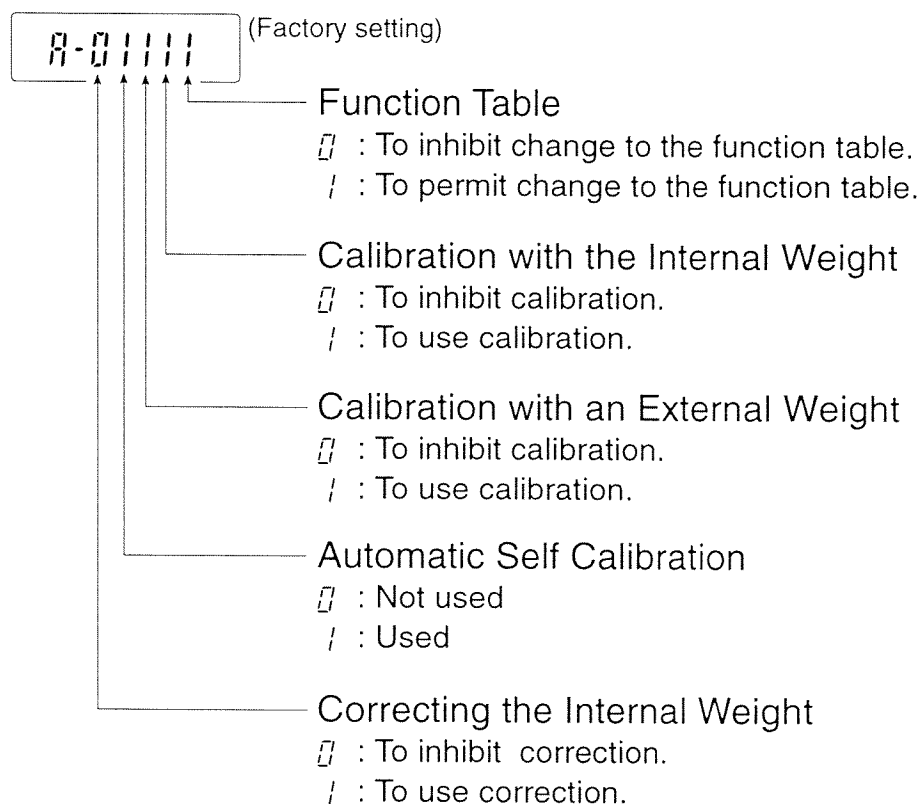 A-01111 (Factory setting)
Function Table
0 : To inhibit change to the function table.
1 : To permit change to the function table.
Calibration with the Internal Weight
0 : To inhibit calibration.
1 : To use calibration.
Calibration with an External Weight
0 : To inhibit calibration.
1 : To use calibration.
Automatic Self Calibration
0 : Not used
1 : Used
Correcting the Internal Weight
0 : To inhibit correction.
1 : To use correction.